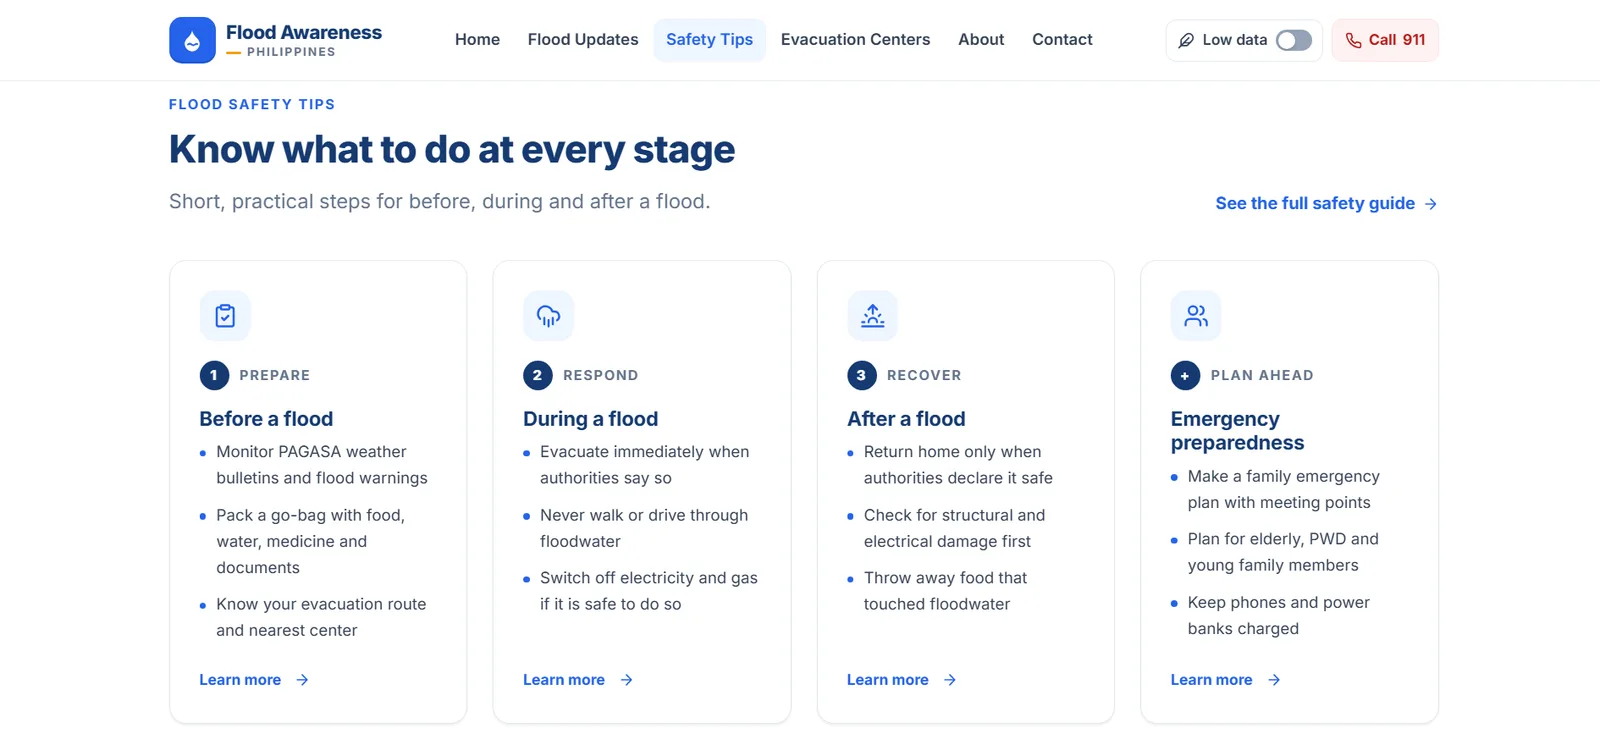 Flood Awareness
PHILIPPINES
Home
Flood Updates
Safety Tips
Evacuation Centers
About
Contact
Low data
Call 911
FLOOD SAFETY TIPS
Know what to do at every stage
Short, practical steps for before, during and after a flood.
See the full safety guide →
1 PREPARE
Before a flood
• Monitor PAGASA weather
bulletins and flood warnings
• Pack a go-bag with food,
water, medicine and
documents
• Know your evacuation route
and nearest center
Learn more →
2 RESPOND
During a flood
• Evacuate immediately when
authorities say so
• Never walk or drive through
floodwater
• Switch off electricity and gas
if it is safe to do so
Learn more →
3 RECOVER
After a flood
• Return home only when
authorities declare it safe
• Check for structural and
electrical damage first
• Throw away food that
touched floodwater
Learn more →
+ PLAN AHEAD
Emergency
preparedness
• Make a family emergency
plan with meeting points
• Plan for elderly, PWD and
young family members
• Keep phones and power
banks charged
Learn more →